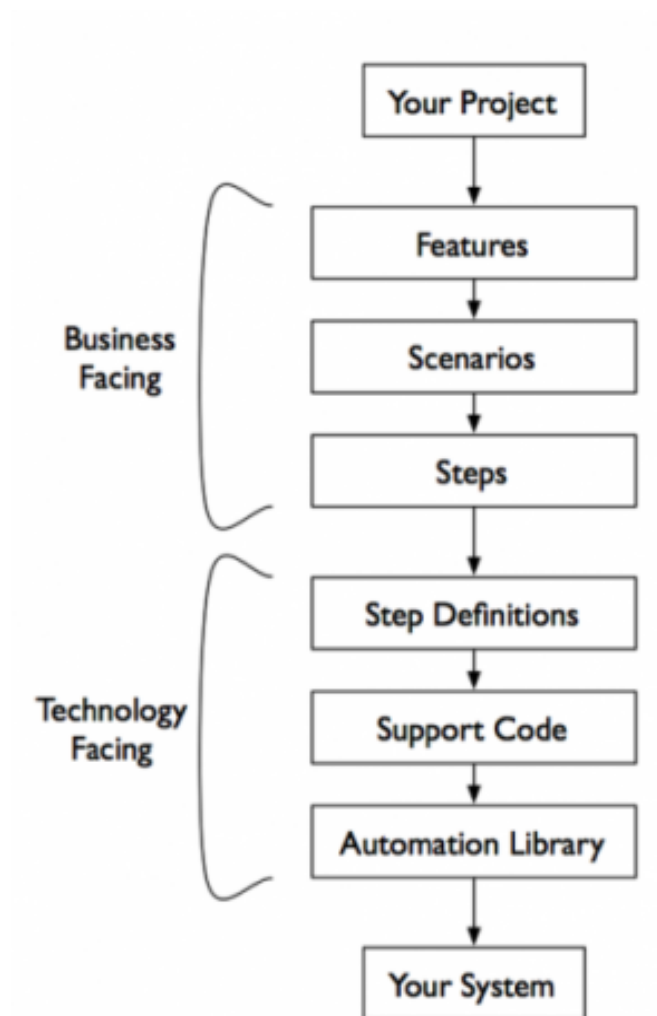 Your Project
Features
Business
Facing
Scenarios
Steps
Step Definitions
Technology
Facing
Support Code
Automation Library
Your System